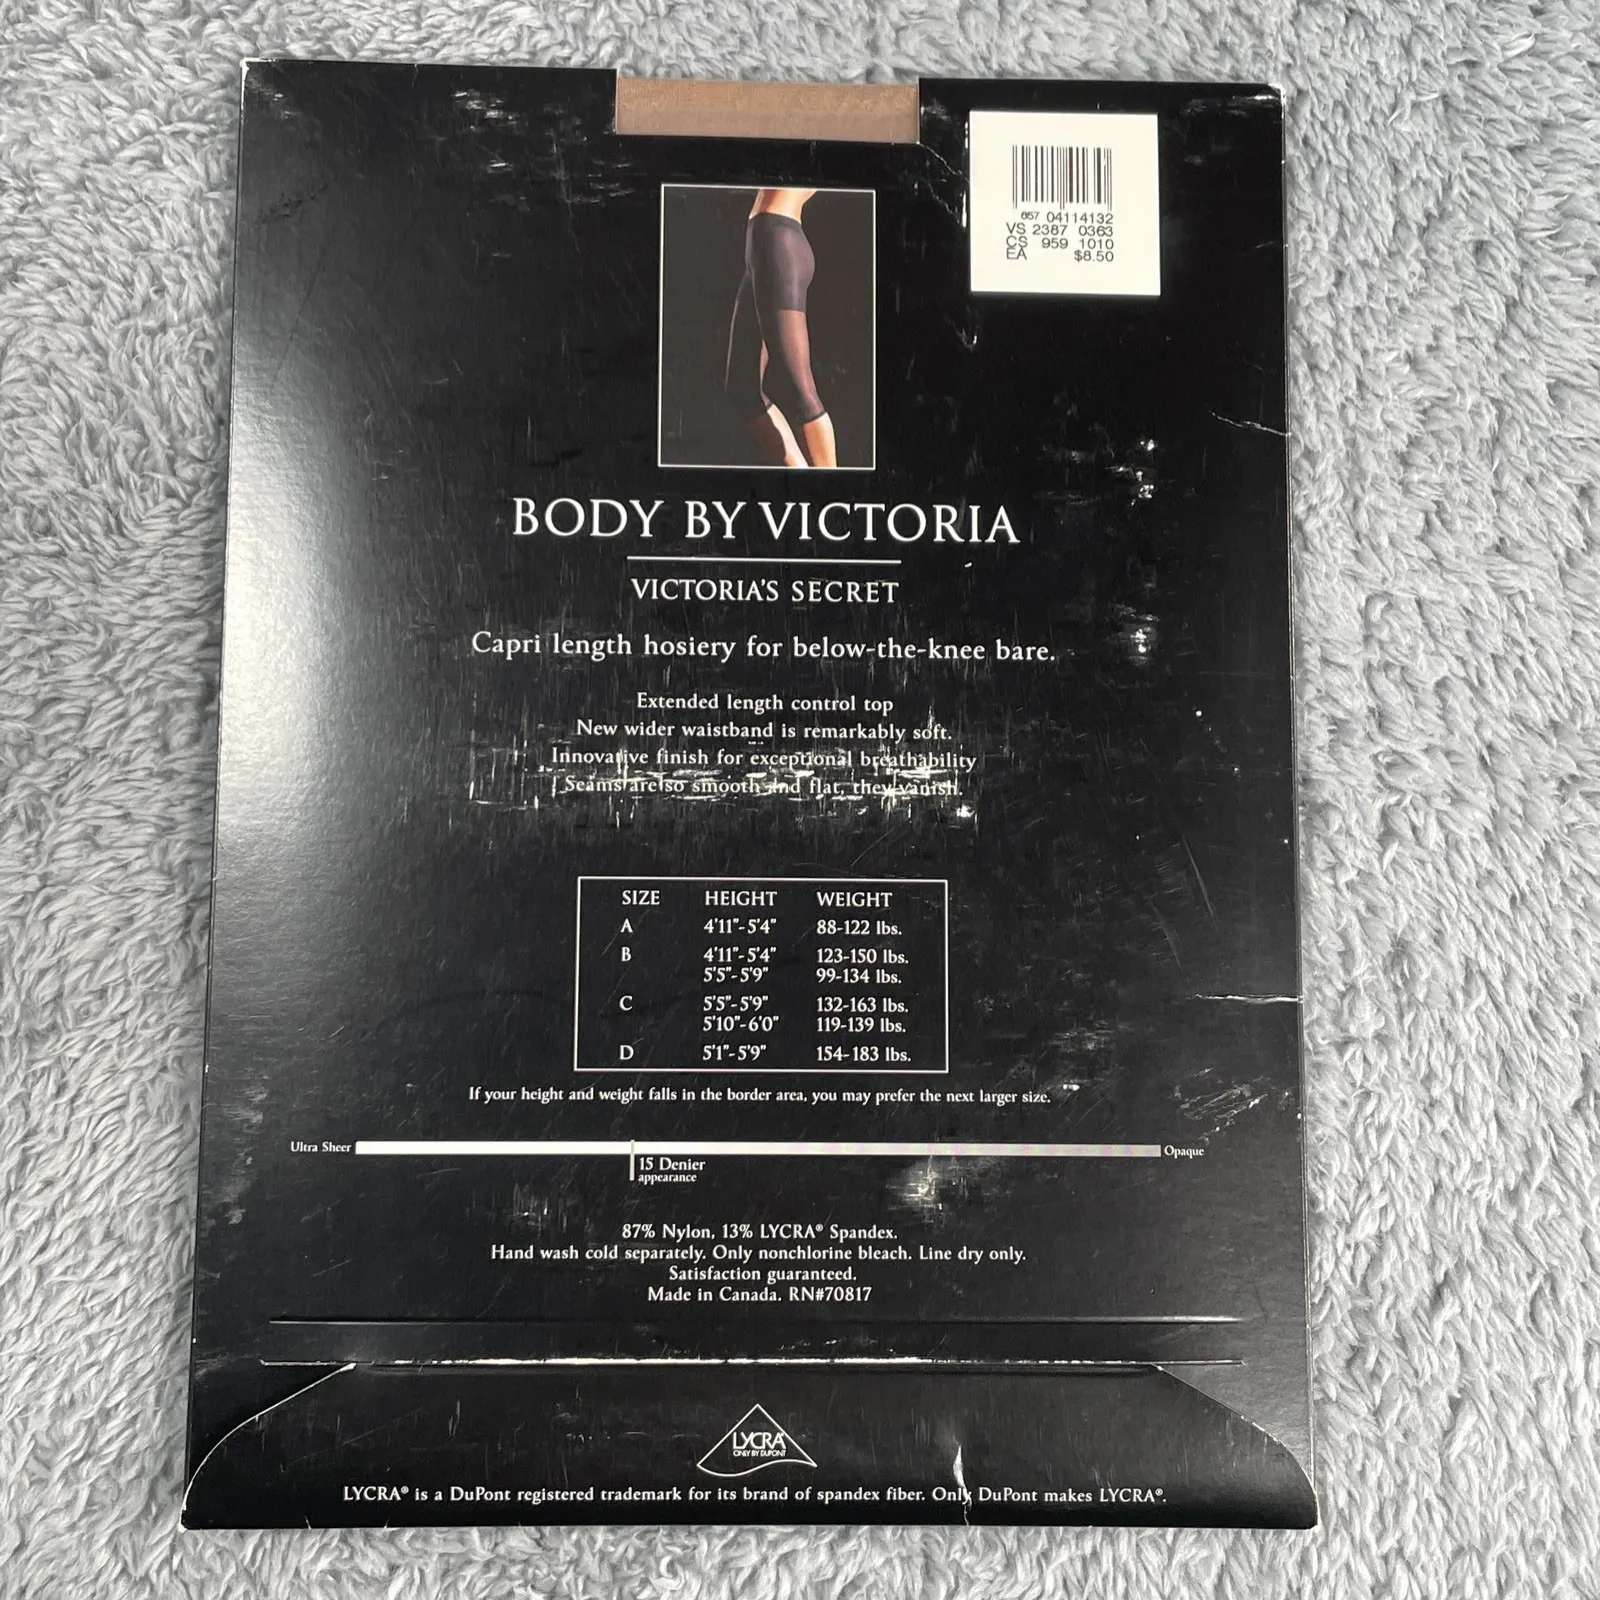 657 04114132
VS 2387 0363
CS 959 1010
EA $8.50
BODY BY VICTORIA
VICTORIA'S SECRET
Capri length hosiery for below-the-knee bare.
Extended length control top
New wider waistband is remarkably soft.
Innovative finish for exceptional breathability
Seams are so smooth and flat, they vanish.
SIZE HEIGHT WEIGHT
A 4'11"-5'4" 88-122 lbs.
B 4'11"-5'4" 123-150 lbs.
5'5"-5'9" 99-134 lbs.
C 5'5"-5'9" 132-163 lbs.
5'10"-6'0" 119-139 lbs.
D 5'1"-5'9" 154-183 lbs.
If your height and weight falls in the border area, you may prefer the next larger size.
Ultra Sheer Opaque
15 Denier
appearance
87% Nylon, 13% LYCRA® Spandex.
Hand wash cold separately. Only nonchlorine bleach. Line dry only.
Satisfaction guaranteed.
Made in Canada. RN#70817
LYCRA®
ONLY BY DUPONT
LYCRA® is a DuPont registered trademark for its brand of spandex fiber. Only DuPont makes LYCRA®.